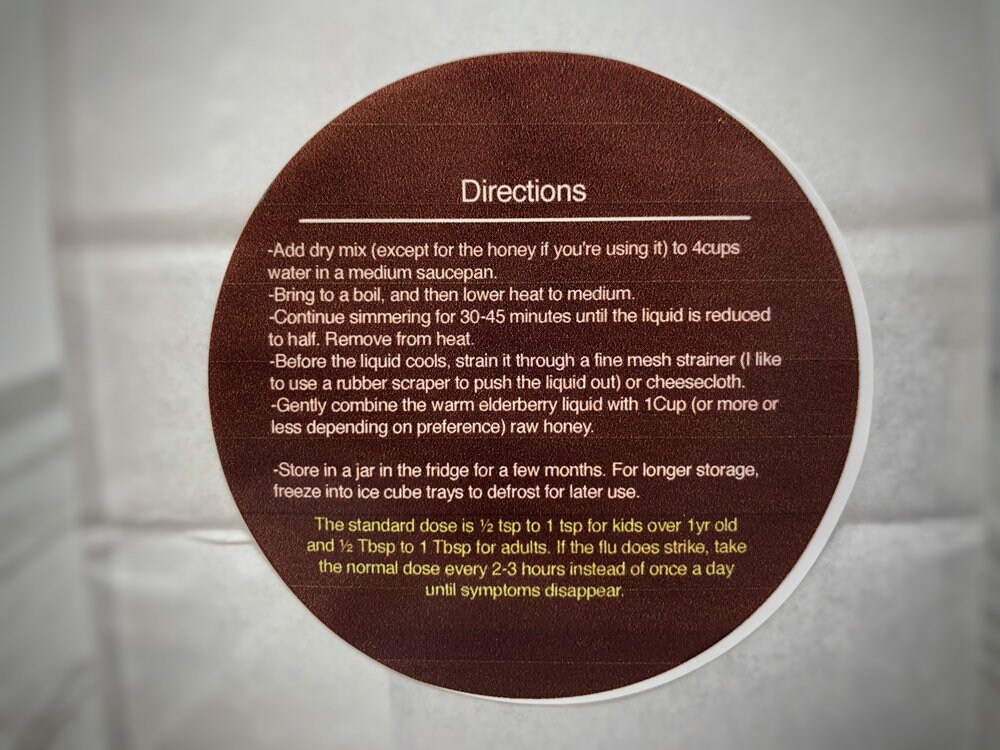 Directions
-Add dry mix (except for the honey if you're using it) to 4cups
water in a medium saucepan.
-Bring to a boil, and then lower heat to medium.
-Continue simmering for 30-45 minutes until the liquid is reduced
to half. Remove from heat.
-Before the liquid cools, strain it through a fine mesh strainer (I like
to use a rubber scraper to push the liquid out) or cheesecloth.
-Gently combine the warm elderberry liquid with 1Cup (or more or
less depending on preference) raw honey.
-Store in a jar in the fridge for a few months. For longer storage,
freeze into ice cube trays to defrost for later use.
The standard dose is ½ tsp to 1 tsp for kids over 1yr old
and ½ Tbsp to 1 Tbsp for adults. If the flu does strike, take
the normal dose every 2-3 hours instead of once a day
until symptoms disappear.